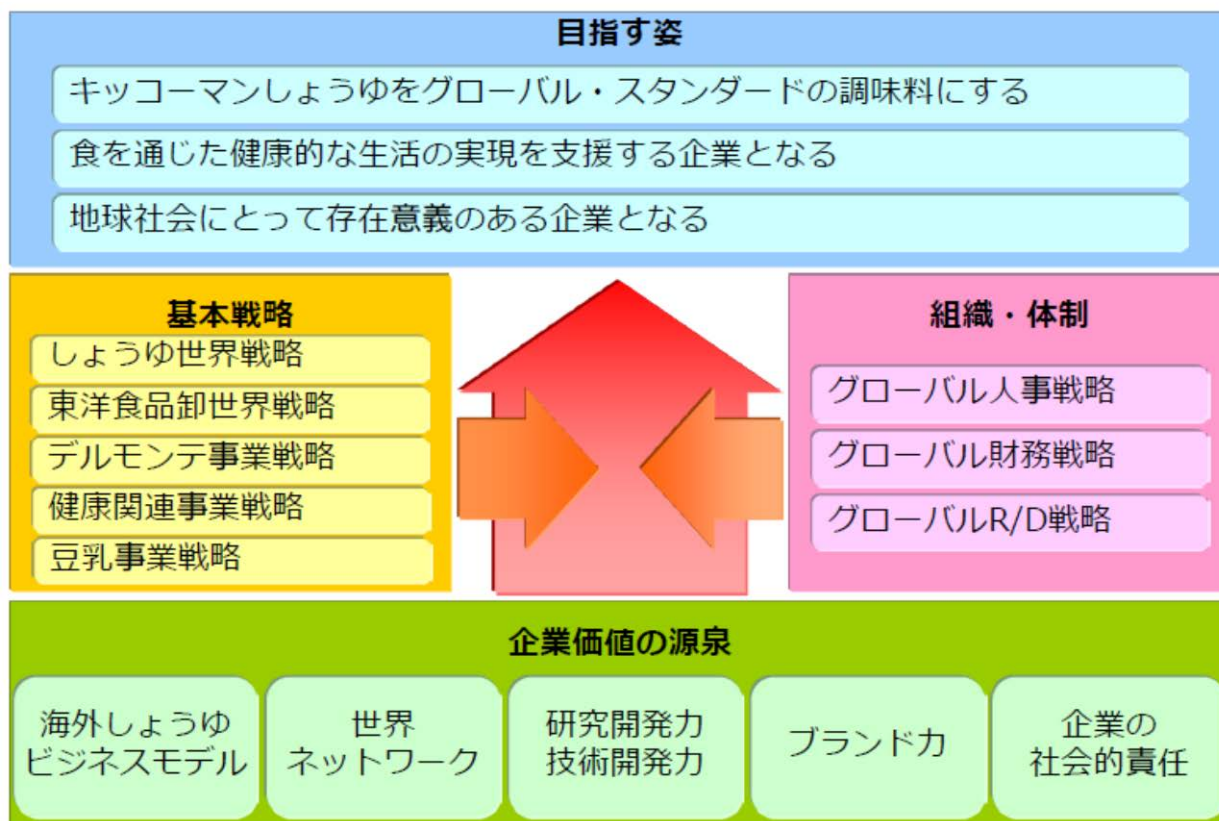 目指す姿
キッコーマンしょうゆをグローバル・スタンダードの調味料にする
食を通じた健康的な生活の実現を支援する企業となる
地球社会にとって存在意義のある企業となる
基本戦略
しょうゆ世界戦略
東洋食品卸世界戦略
デルモンテ事業戦略
健康関連事業戦略
豆乳事業戦略
組織・体制
グローバル人事戦略
グローバル財務戦略
グローバルR/D戦略
企業価値の源泉
海外しょうゆ
ビジネスモデル
世界
ネットワーク
研究開発力
技術開発力
ブランド力
企業の
社会的責任